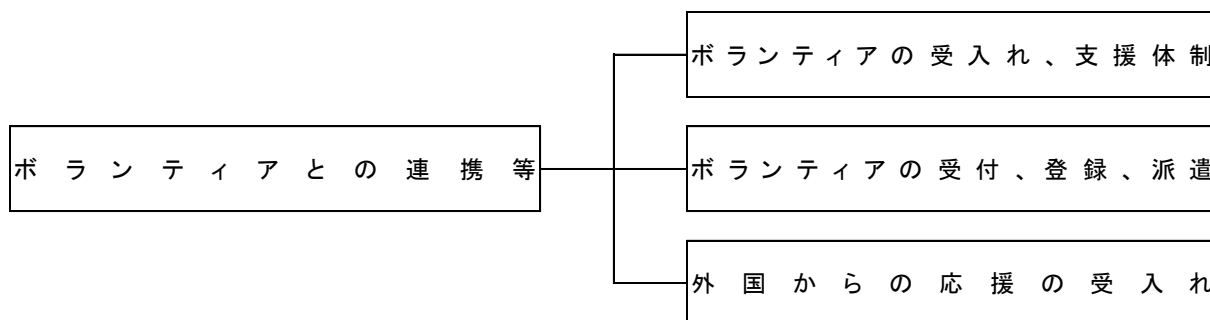 ボランティアの受入れ、支援体制
ボランティアとの連携等
ボランティアの受付、登録、派遣
外国からの応援の受入れ